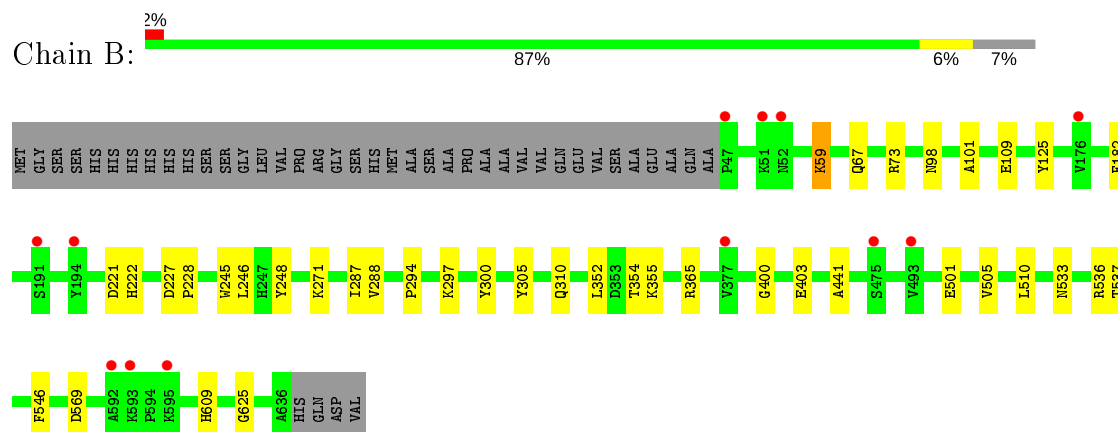 2%
Chain B:
87%
6%
7%
MET GLY SER SER HIS HIS HIS HIS HIS HIS SER SER GLY LEU VAL PRO ARG GLY SER HIS MET ALA SER ALA PRO ALA ALA VAL VAL GLN GLU VAL SER ALA GLU ALA GLN ALA P47 K51 N52 K59 Q67 R73 N98 A101 E109 Y125 V176
S191 Y194 D221 H222 D227 P228 W245 L246 H247 Y248 K271 I287 V288 P294 K297 Y300 Y305 Q310 L352 D353 T354 K355 R365 V377 G400 E403 A441 S475 V493 E501 V505 L510 N533 R536 T537
F546 D569 A592 K593 P594 K595 H609 G625 A636 HIS GLN ASP VAL